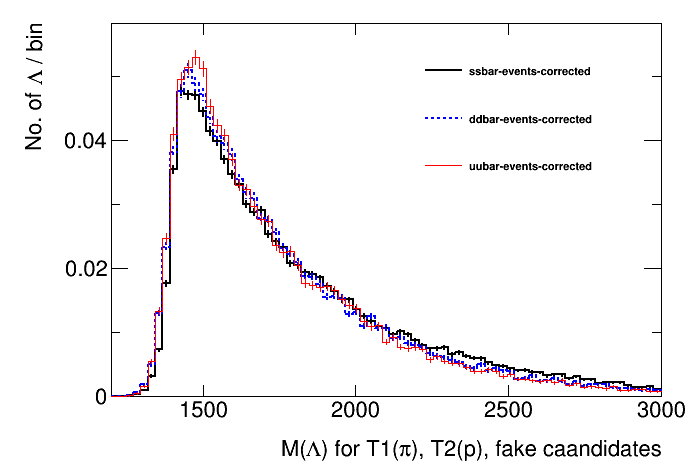 No. of Λ / bin
ssbar-events-corrected
ddbar-events-corrected
uubar-events-corrected
0.04
0.02
0
1500
2000
2500
3000
M(Λ) for T1(π), T2(p), fake caandidates